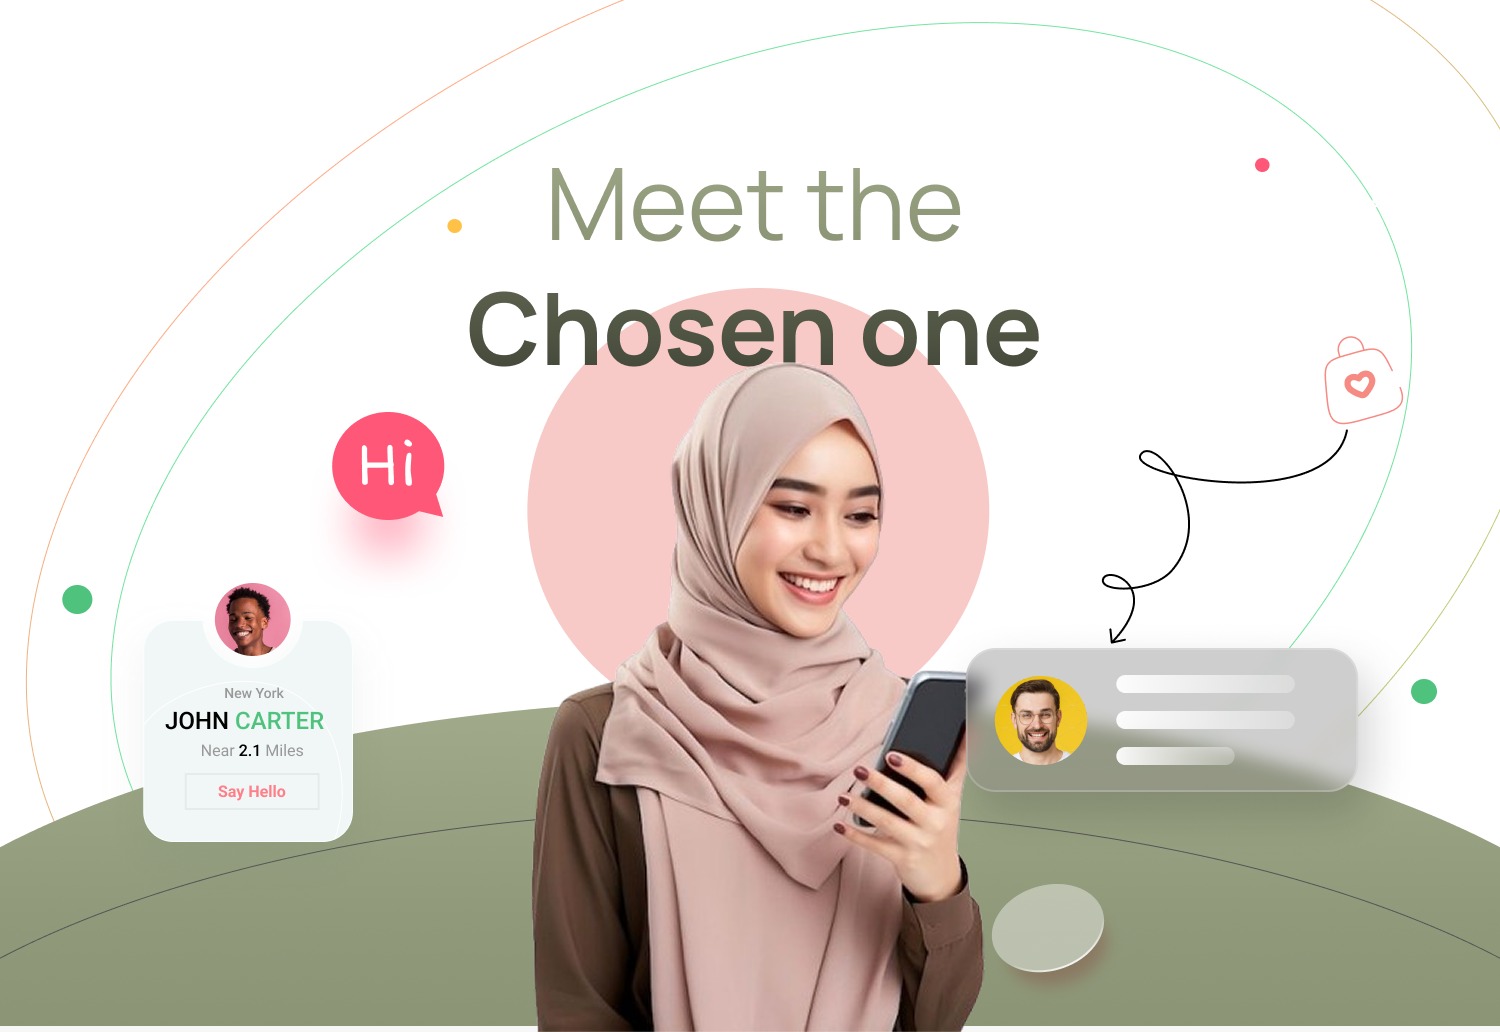 Meet the
Chosen one
Hi
New York
JOHN CARTER
Near 2.1 Miles
Say Hello